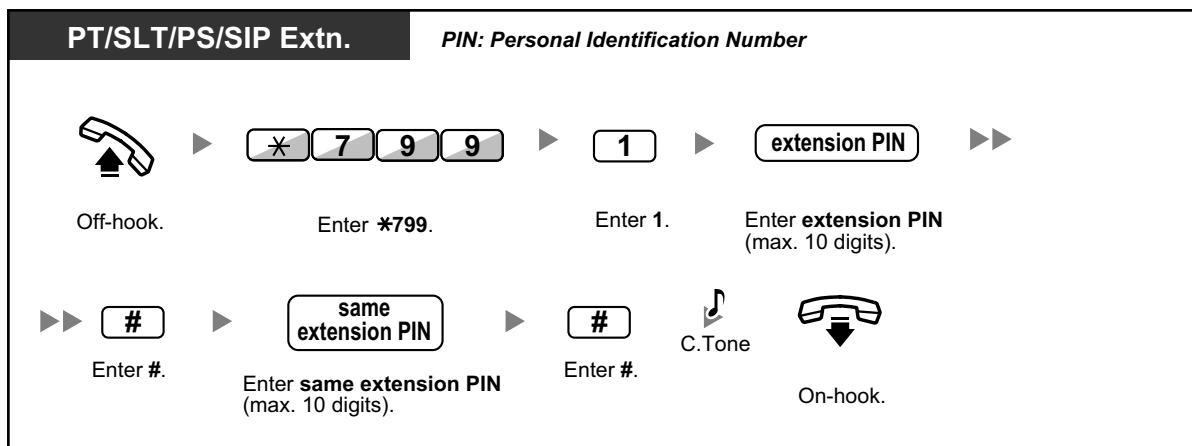 PT/SLT/PS/SIP Extn.
PIN: Personal Identification Number
* 7 9 9
1
extension PIN
Off-hook.
Enter *799.
Enter 1.
Enter extension PIN
(max. 10 digits).
#
same
extension PIN
#
C.Tone
Enter #.
Enter same extension PIN
(max. 10 digits).
Enter #.
On-hook.